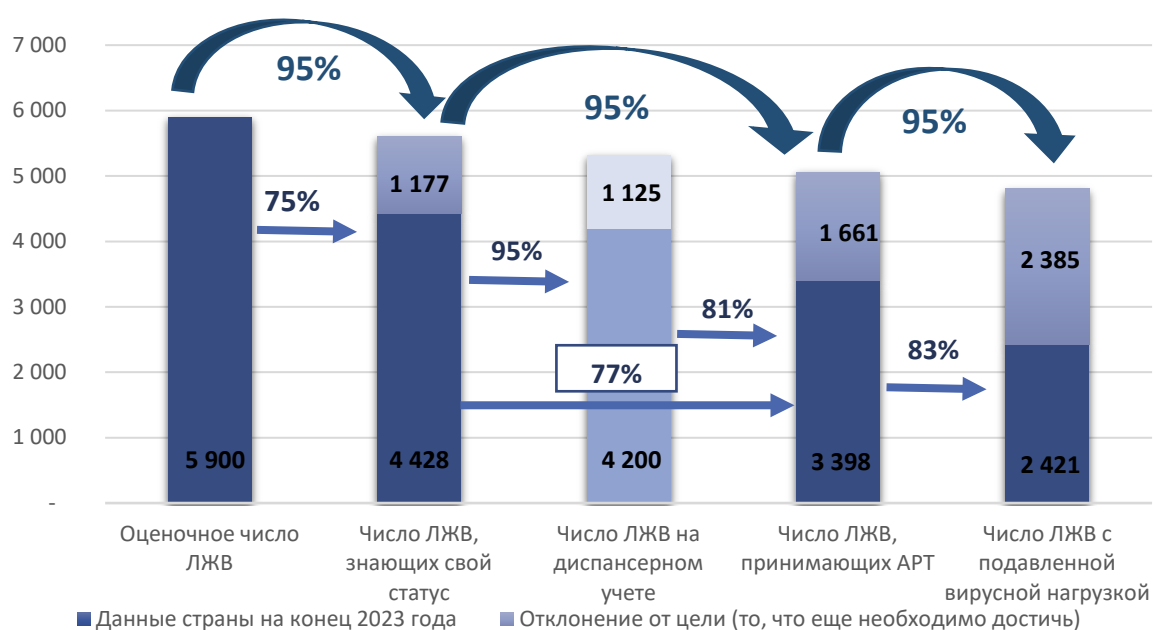 7 000
6 000
5 000
4 000
3 000
2 000
1 000
-
95%
95%
95%
75%
95%
81%
77%
83%
1 177
1 125
1 661
2 385
5 900
4 428
4 200
3 398
2 421
Оценочное число
ЛЖВ
Число ЛЖВ,
знающих свой
статус
Число ЛЖВ на
диспансерном
учете
Число ЛЖВ,
принимающих АРТ
Число ЛЖВ с
подавленной
вирусной нагрузкой
Данные страны на конец 2023 года
Отклонение от цели (то, что еще необходимо достичь)